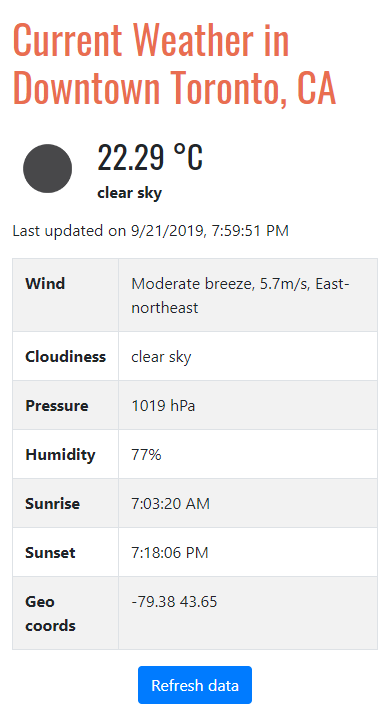 Current Weather in
Downtown Toronto, CA
22.29 °C
clear sky
Last updated on 9/21/2019, 7:59:51 PM
Wind
Moderate breeze, 5.7m/s, East-
northeast
Cloudiness
clear sky
Pressure
1019 hPa
Humidity
77%
Sunrise
7:03:20 AM
Sunset
7:18:06 PM
Geo
coords
-79.38 43.65
Refresh data